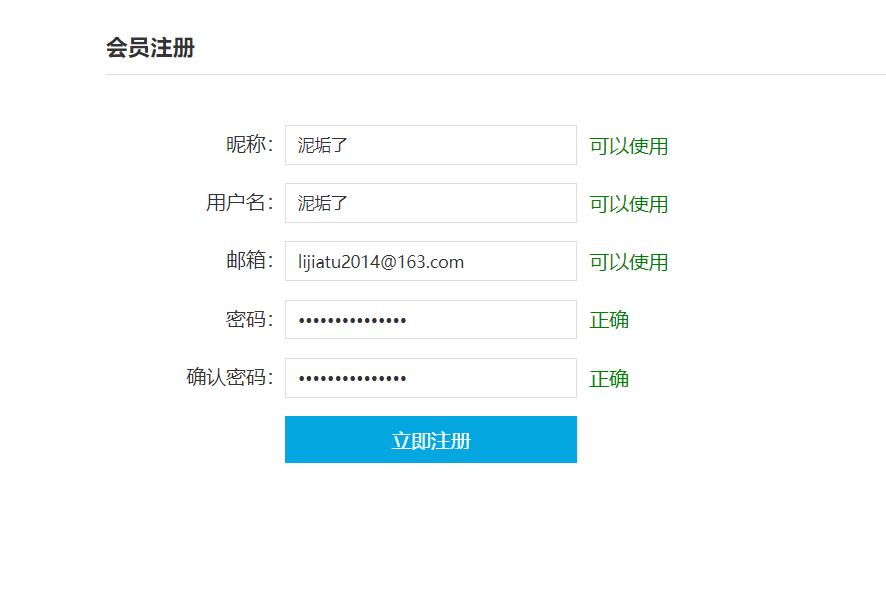 会员注册
昵称： 泥垢了 可以使用
用户名： 泥垢了 可以使用
邮箱： lijiatu2014@163.com 可以使用
密码： ••••••••••••••• 正确
确认密码： ••••••••••••••• 正确
立即注册